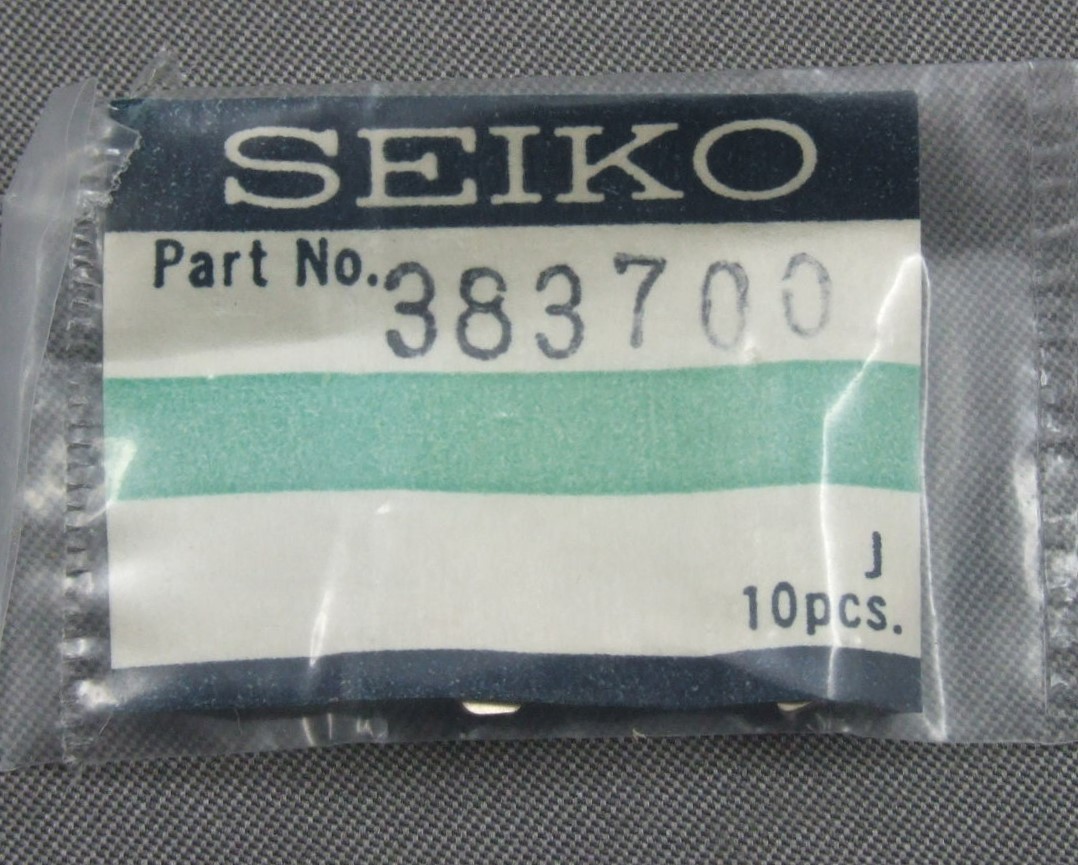 SEIKO
Part No. 383700
J
10pcs.